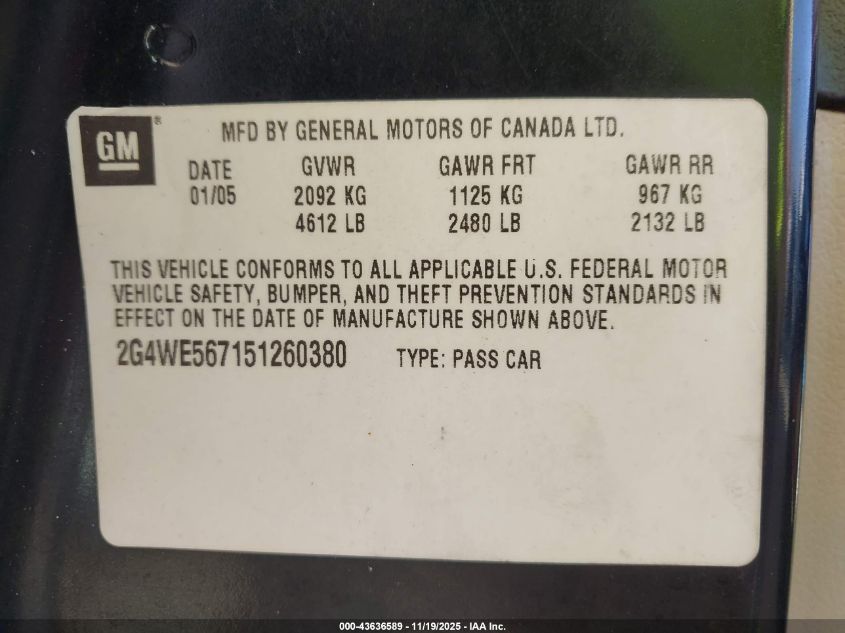 GM®
MFD BY GENERAL MOTORS OF CANADA LTD.
DATE GVWR GAWR FRT GAWR RR
01/05 2092 KG 1125 KG 967 KG
4612 LB 2480 LB 2132 LB
THIS VEHICLE CONFORMS TO ALL APPLICABLE U.S. FEDERAL MOTOR
VEHICLE SAFETY, BUMPER, AND THEFT PREVENTION STANDARDS IN
EFFECT ON THE DATE OF MANUFACTURE SHOWN ABOVE.
2G4WE567151260380 TYPE: PASS CAR
000-43636589 - 11/19/2025 - IAA Inc.